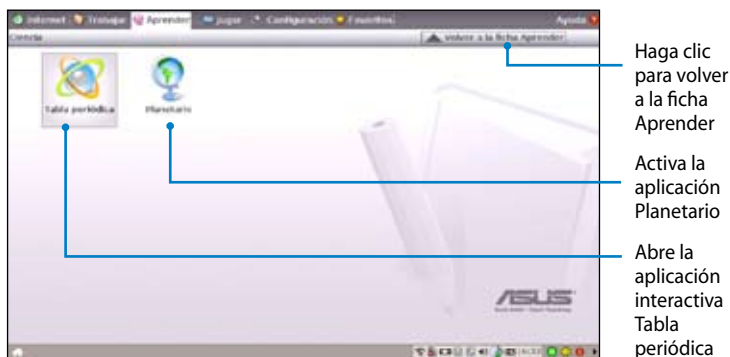 Internet Trabajar Aprender Jugar Configuración Favoritos Ayuda
Ciencia
Volver a la ficha Aprender
Tabla periódica Planetario
ASUS
Haga clic
para volver
a la ficha
Aprender
Activa la
aplicación
Planetario
Abre la
aplicación
interactiva
Tabla
periódica